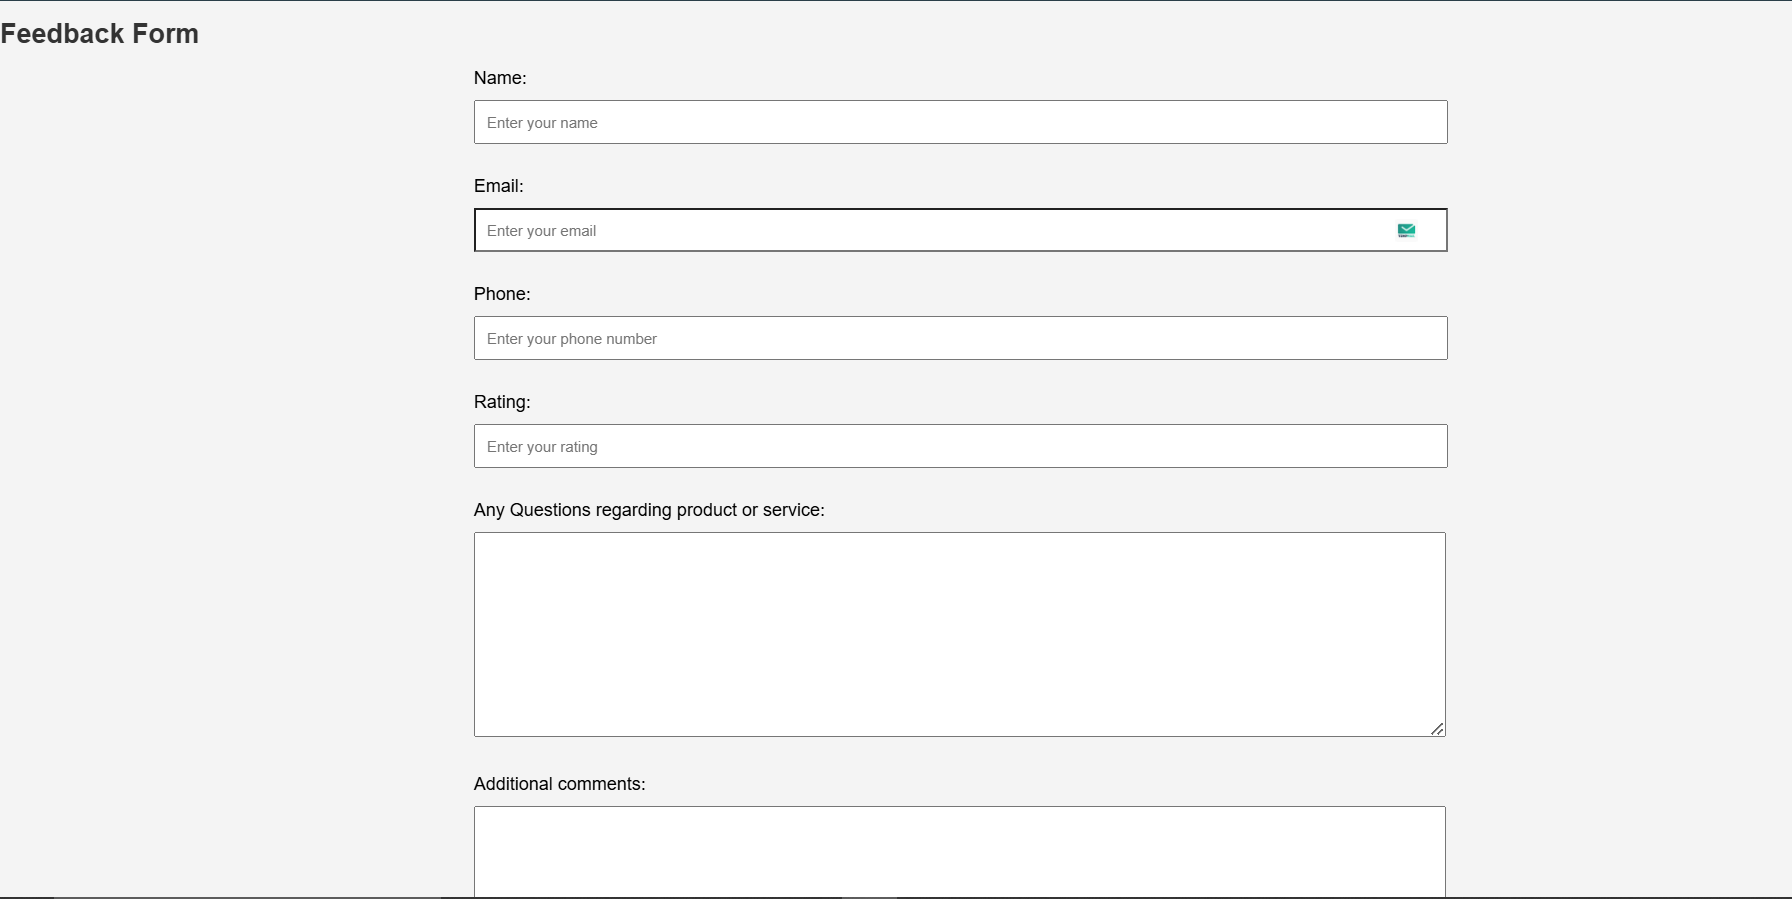 Feedback Form
Name:
Enter your name
Email:
Enter your email
Phone:
Enter your phone number
Rating:
Enter your rating
Any Questions regarding product or service:
Additional comments: